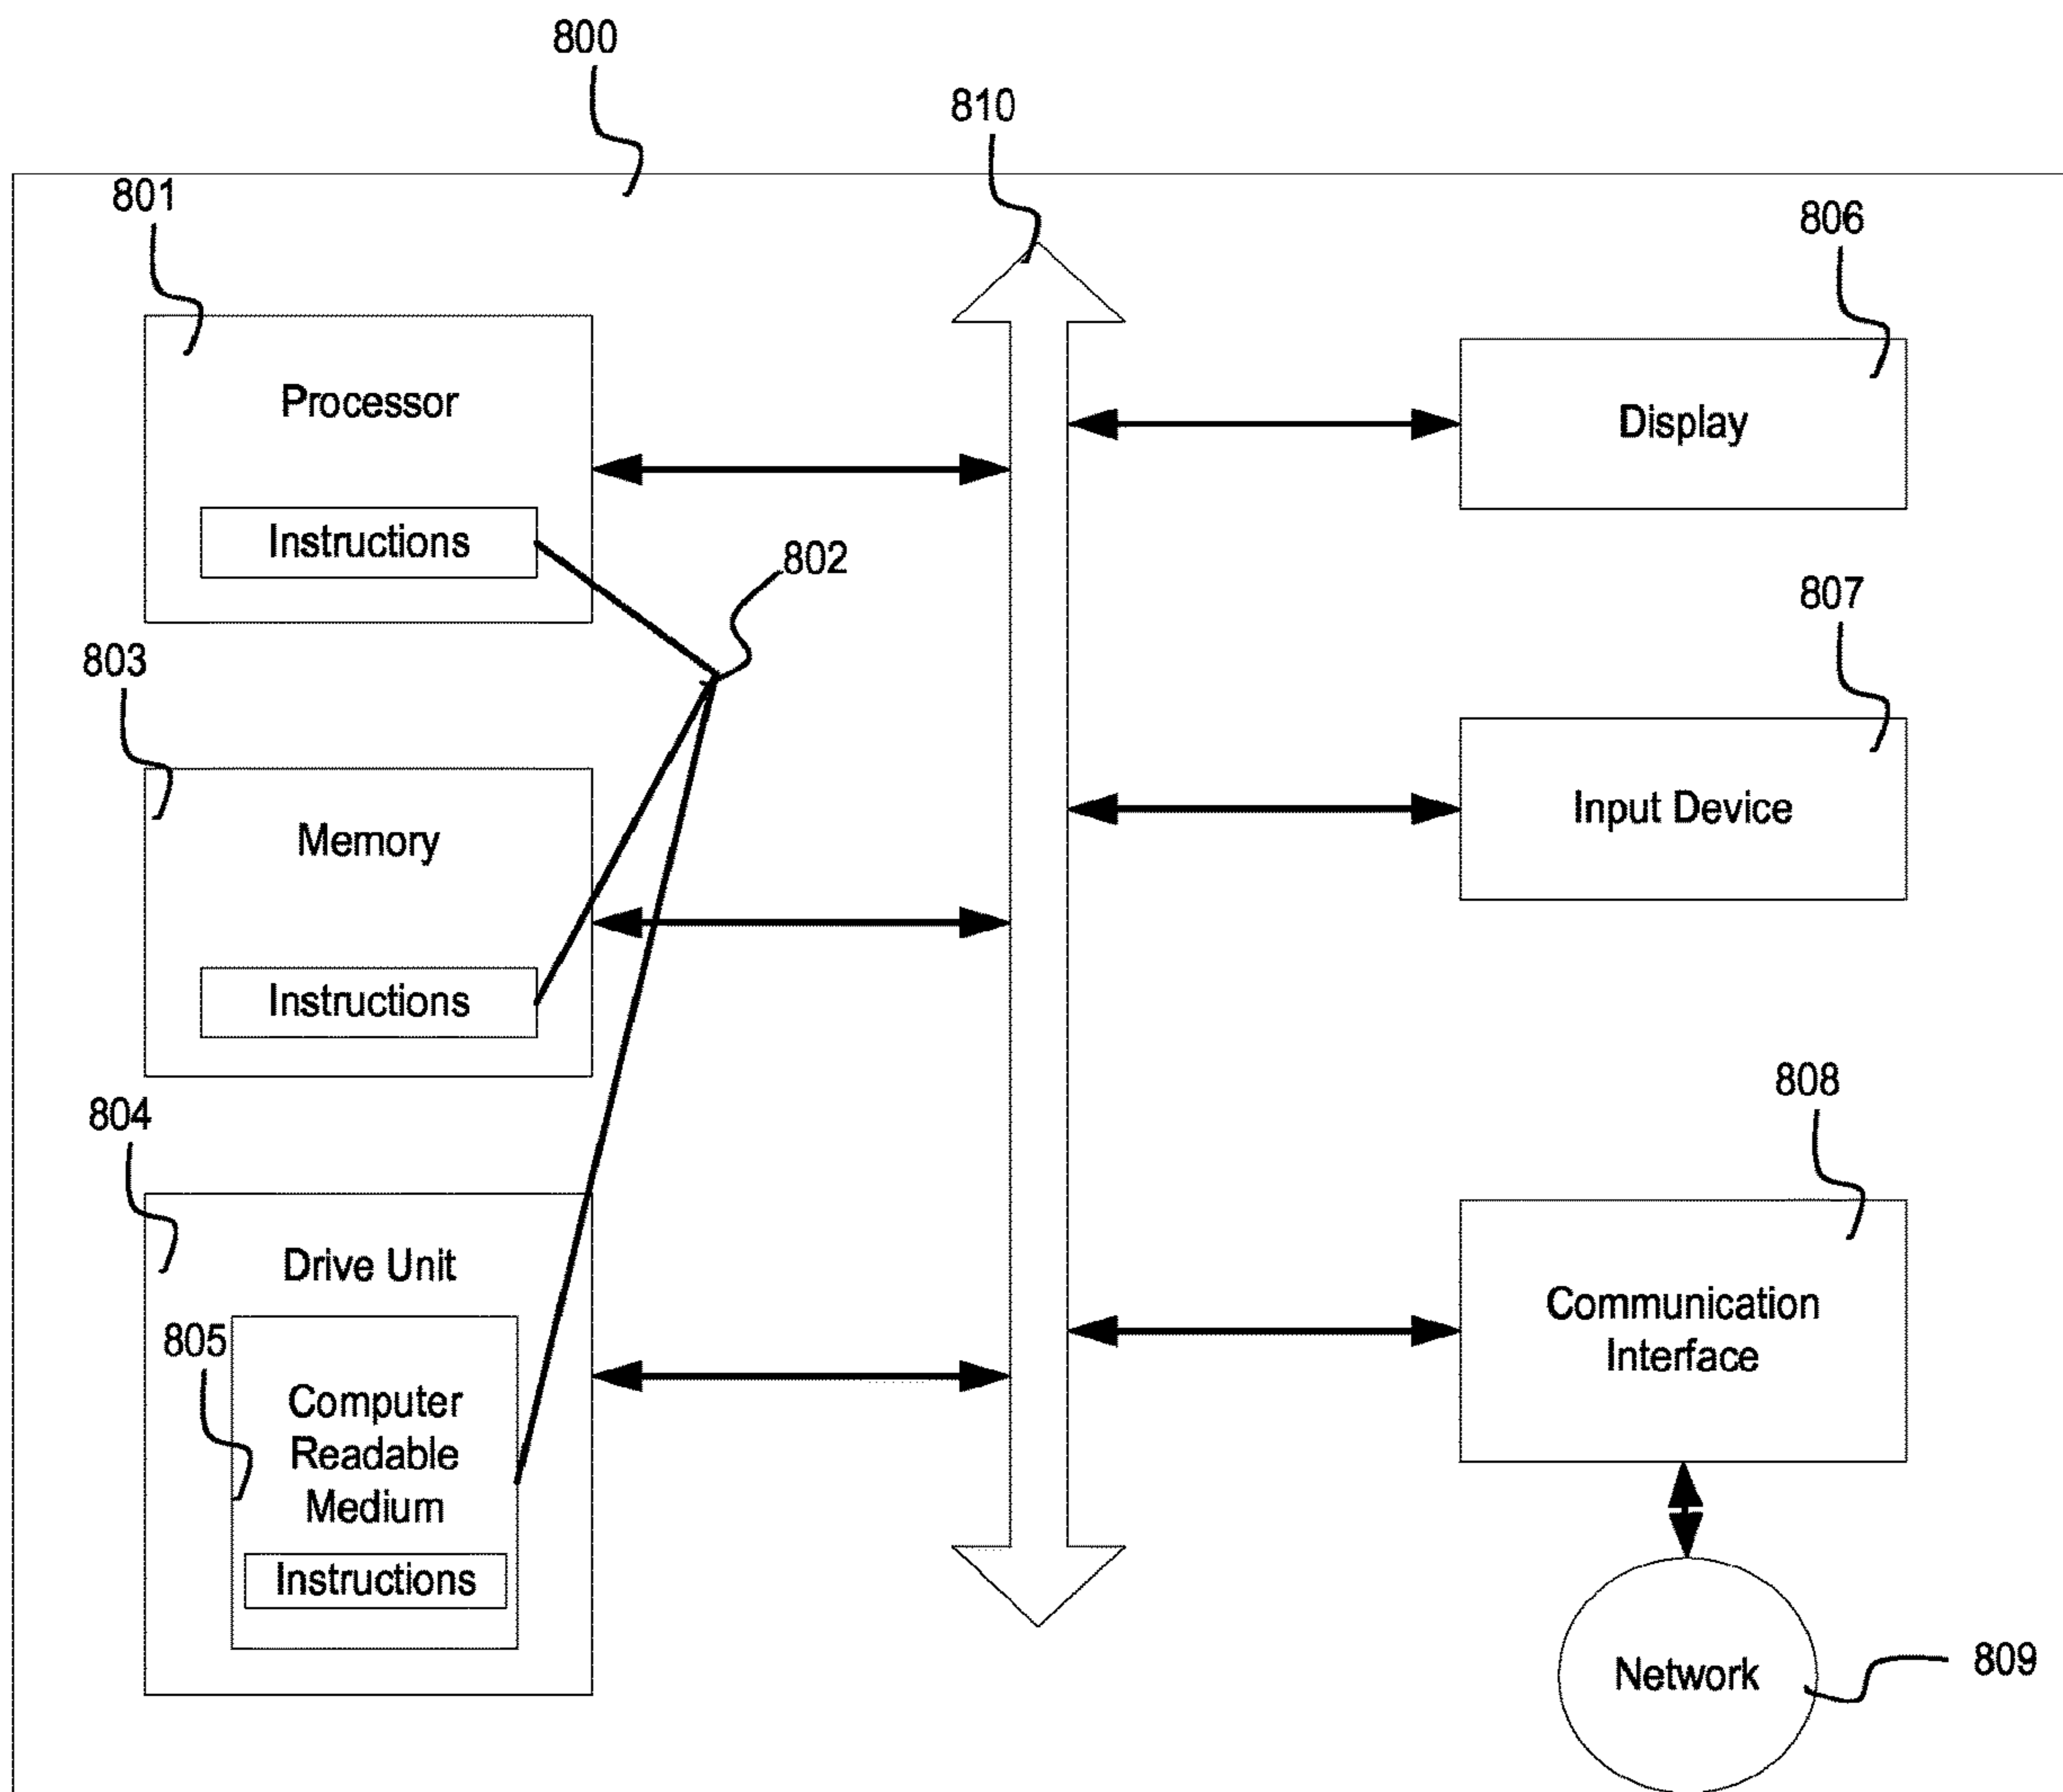 800
810
801
806
Processor
Display
Instructions
802
807
803
Input Device
Memory
Instructions
808
804
Drive Unit
Communication
Interface
805
Computer
Readable
Medium
Instructions
Network
809